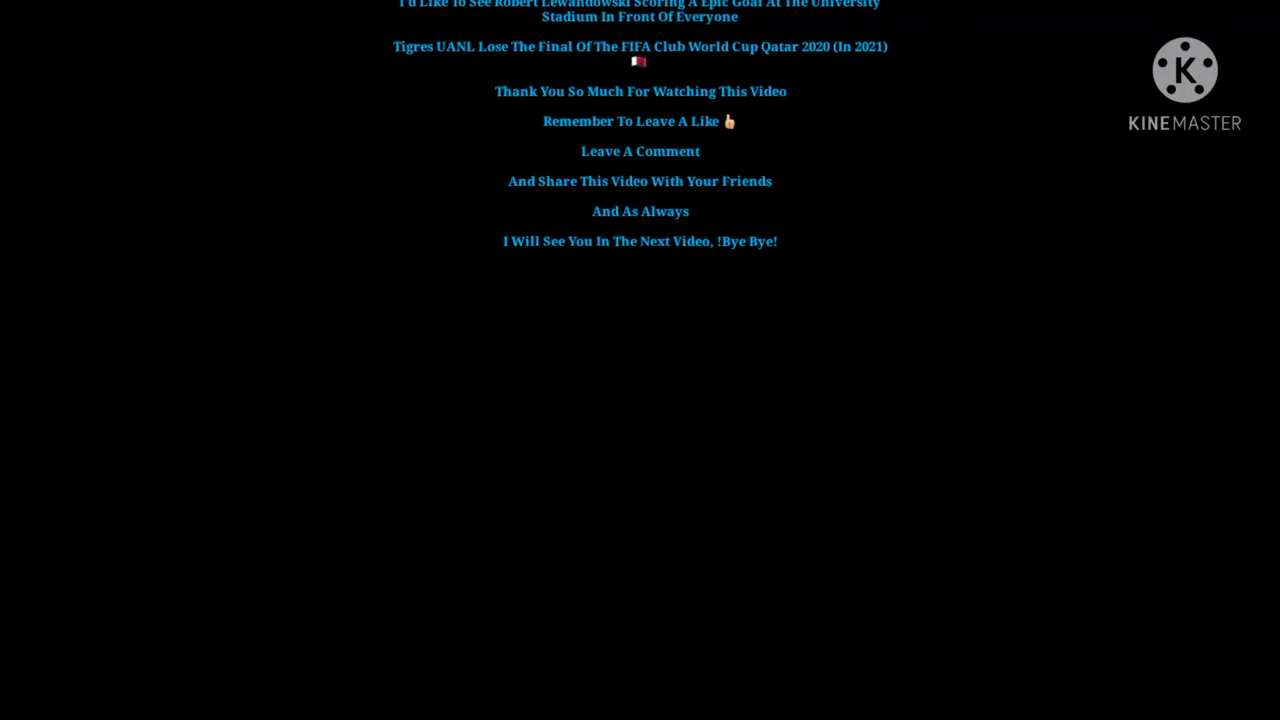 I'd Like To See Robert Lewandowski Scoring A Epic Goal At The University
Stadium In Front Of Everyone
Tigres UANL Lose The Final Of The FIFA Club World Cup Qatar 2020 (In 2021)
🇶🇦
Thank You So Much For Watching This Video
Remember To Leave A Like 👍🏼
Leave A Comment
And Share This Video With Your Friends
And As Always
I Will See You In The Next Video, !Bye Bye!
K
KINEMASTER